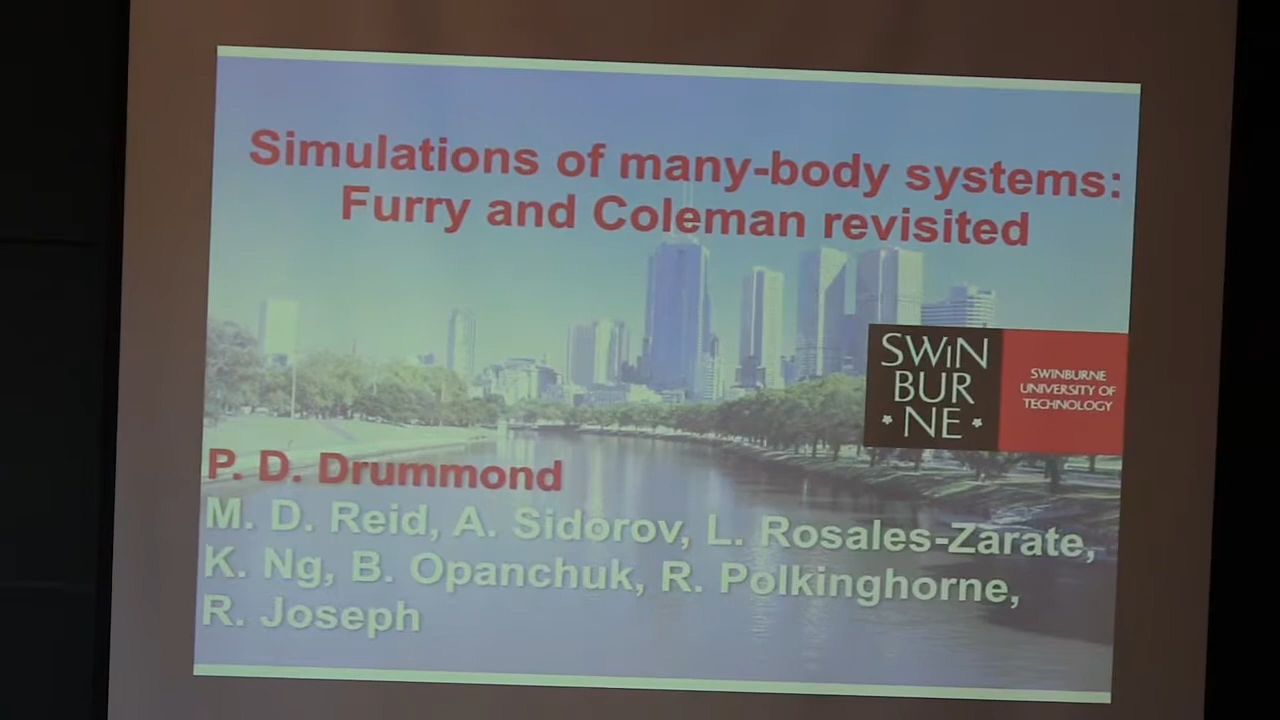 Simulations of many-body systems:
Furry and Coleman revisited
SWiN
BUR
* NE *
SWINBURNE
UNIVERSITY OF
TECHNOLOGY
P. D. Drummond
M. D. Reid, A. Sidorov, L. Rosales-Zarate,
K. Ng, B. Opanchuk, R. Polkinghorne,
R. Joseph